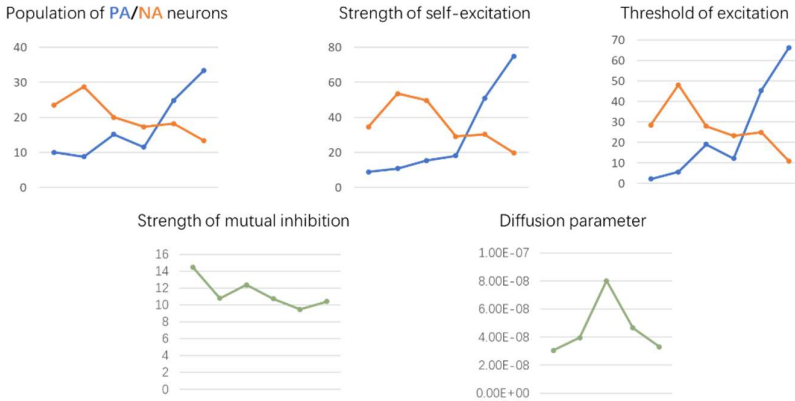 Population of PA/NA neurons
40
30
20
10
0
Strength of self-excitation
80
60
40
20
0
Threshold of excitation
70
60
50
40
30
20
10
0
Strength of mutual inhibition
16
14
12
10
8
6
4
2
0
Diffusion parameter
1.00E-07
8.00E-08
6.00E-08
4.00E-08
2.00E-08
0.00E+00